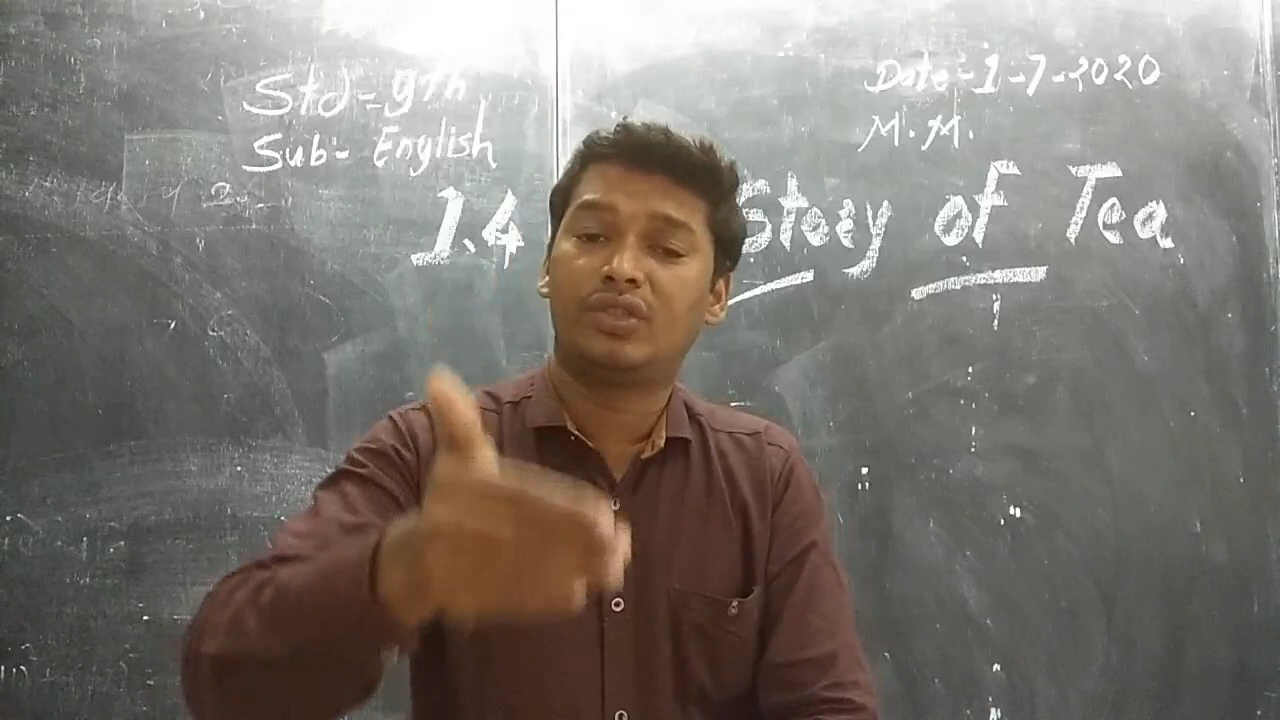 Std = 9th
Sub - English
Date :- 1-7-2020
M. M.
1.4 Story of Tea